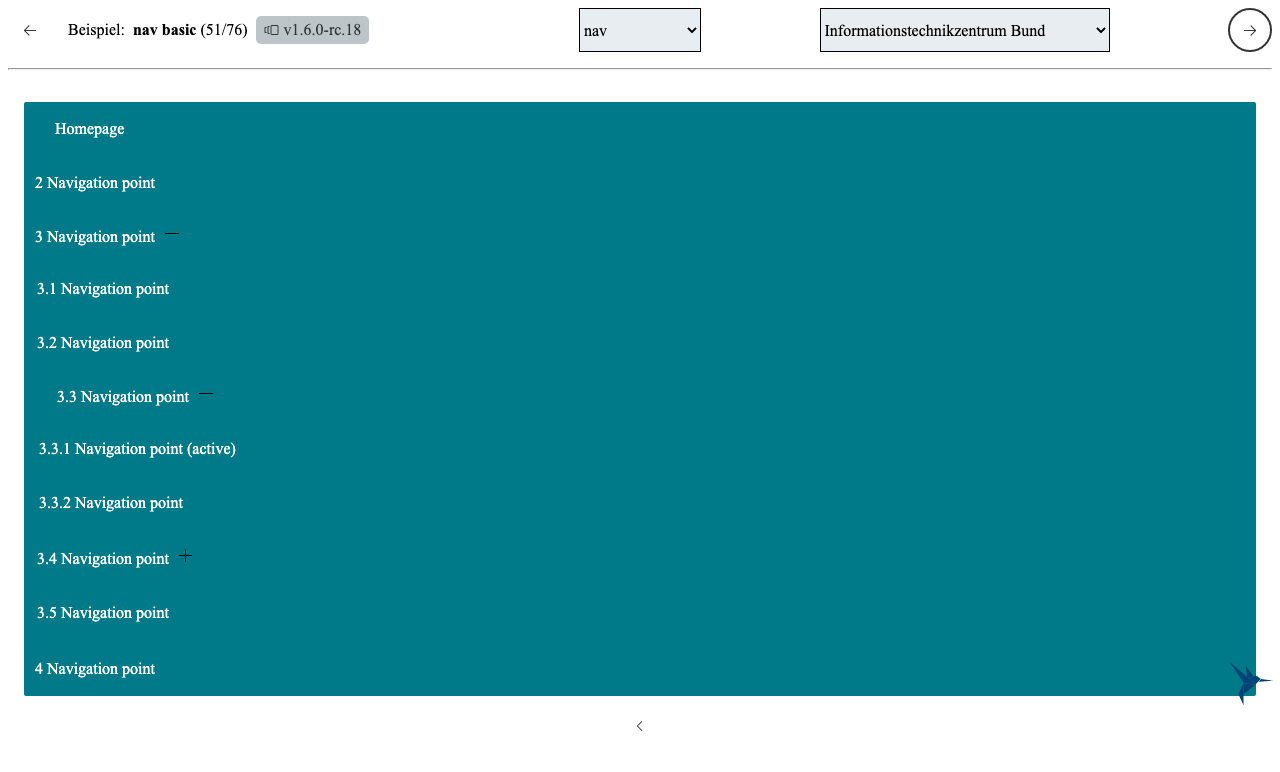 Beispiel: nav basic (51/76) v1.6.0-rc.18 nav Informationstechnikzentrum Bund
Homepage
2 Navigation point
3 Navigation point
3.1 Navigation point
3.2 Navigation point
3.3 Navigation point
3.3.1 Navigation point (active)
3.3.2 Navigation point
3.4 Navigation point
3.5 Navigation point
4 Navigation point